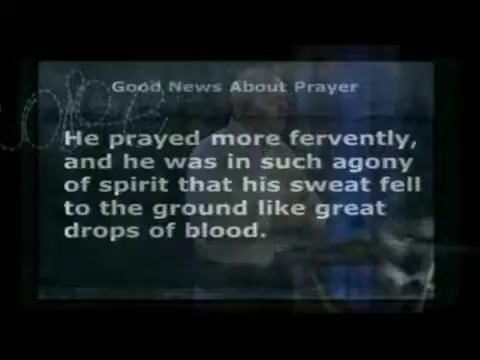 Good News About Prayer
He prayed more fervently,
and he was in such agony
of spirit that his sweat fell
to the ground like great
drops of blood.